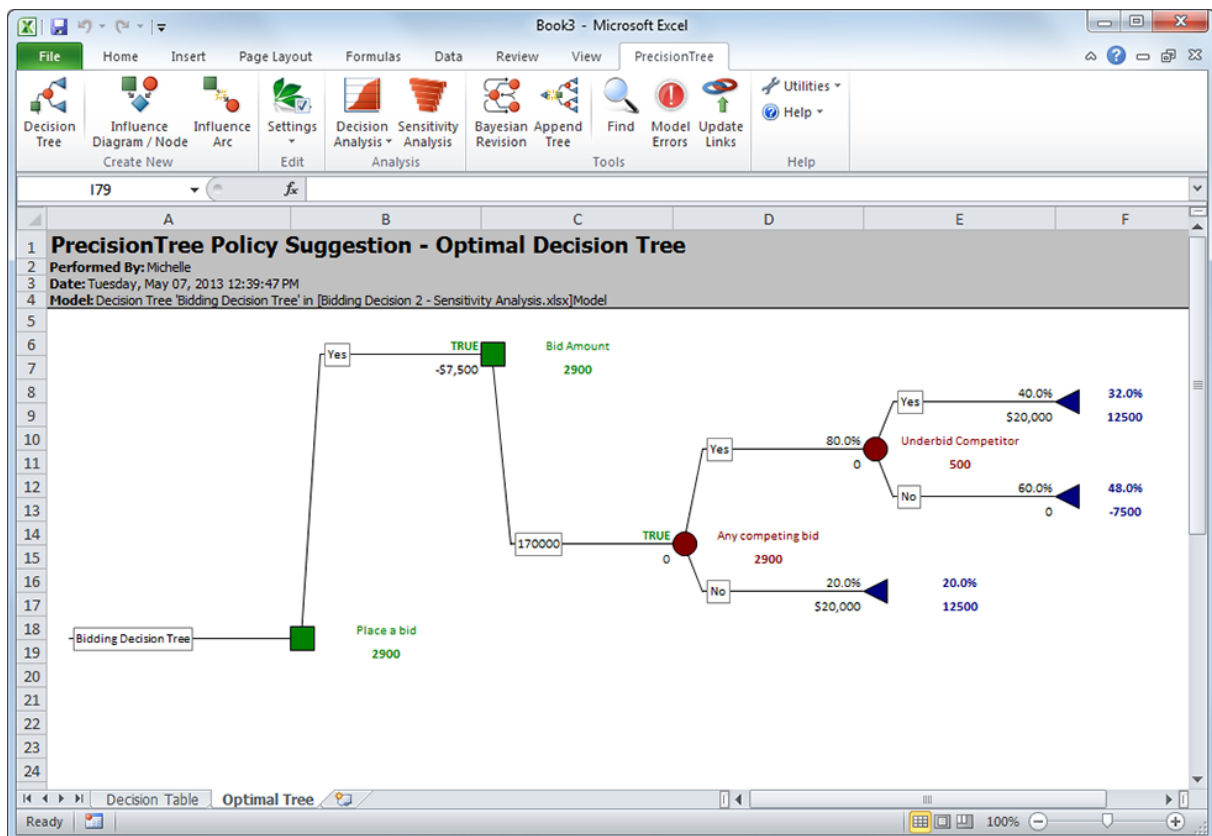 Book3 - Microsoft Excel
File Home Insert Page Layout Formulas Data Review View PrecisionTree
Decision Tree
Influence Diagram / Node
Influence Arc
Create New
Settings
Edit
Decision Analysis
Sensitivity Analysis
Analysis
Bayesian Revision
Append Tree
Find
Model Errors
Update Links
Tools
Utilities
Help
Help
I79 fx
A B C D E F
1 PrecisionTree Policy Suggestion - Optimal Decision Tree
2 Performed By: Michelle
3 Date: Tuesday, May 07, 2013 12:39:47 PM
4 Model: Decision Tree 'Bidding Decision Tree' in [Bidding Decision 2 - Sensitivity Analysis.xlsx]Model
5
6 TRUE Bid Amount
Yes
7 -$7,500 2900
8 40.0% 32.0%
Yes
9 $20,000 12500
10 80.0% Underbid Competitor
Yes
11 0 500
12 60.0% 48.0%
No
13 0 -7500
14 TRUE Any competing bid
170000
15 0 2900
16 20.0% 20.0%
No
17 $20,000 12500
18 Place a bid
Bidding Decision Tree
19 2900
20
21
22
23
24
Decision Table Optimal Tree
Ready 100%